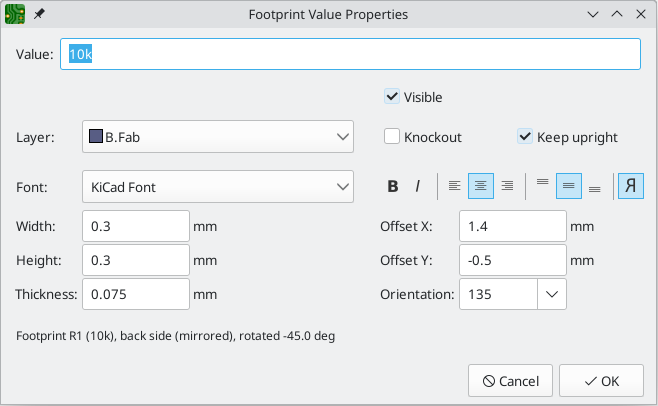 Footprint Value Properties
Value: 10k
Visible
Layer: B.Fab Knockout Keep upright
Font: KiCad Font B I Я
Width: 0.3 mm Offset X: 1.4 mm
Height: 0.3 mm Offset Y: -0.5 mm
Thickness: 0.075 mm Orientation: 135
Footprint R1 (10k), back side (mirrored), rotated -45.0 deg
Cancel OK